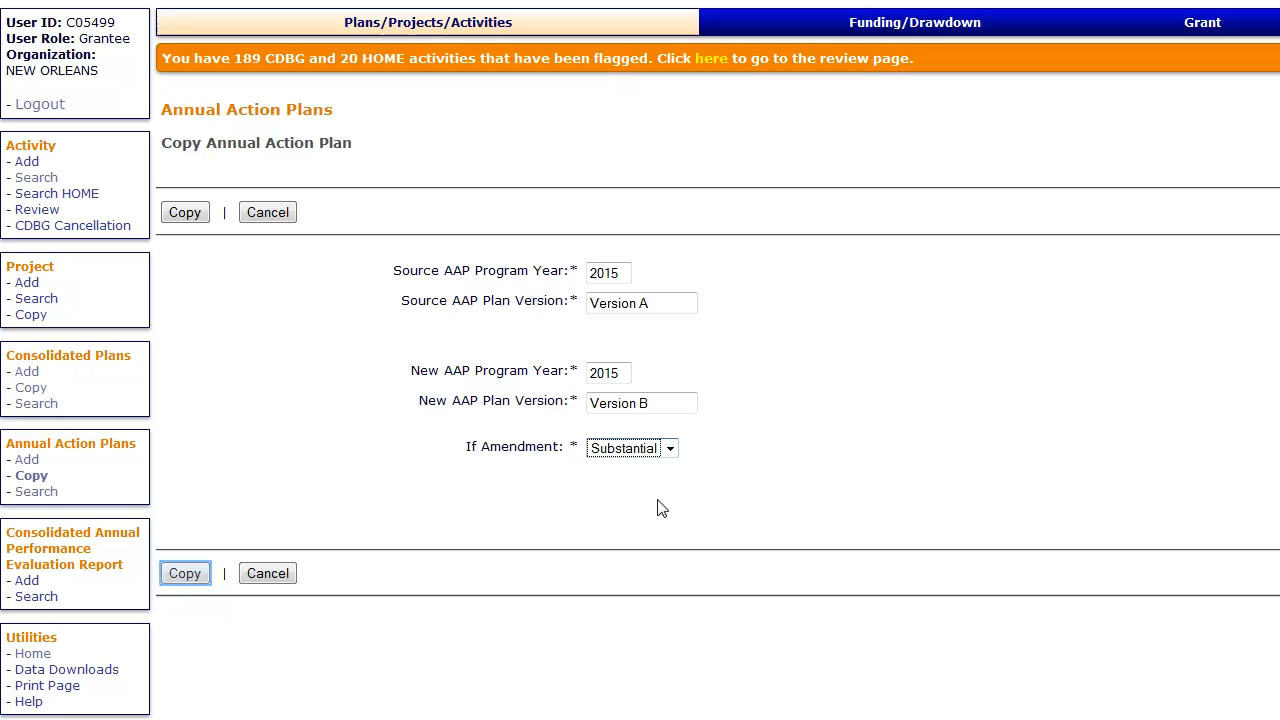 User ID: C05499
User Role: Grantee
Organization:
NEW ORLEANS
- Logout
Activity
- Add
- Search
- Search HOME
- Review
- CDBG Cancellation
Project
- Add
- Search
- Copy
Consolidated Plans
- Add
- Copy
- Search
Annual Action Plans
- Add
- Copy
- Search
Consolidated Annual
Performance
Evaluation Report
- Add
- Search
Utilities
- Home
- Data Downloads
- Print Page
- Help
Plans/Projects/Activities Funding/Drawdown Grant
You have 189 CDBG and 20 HOME activities that have been flagged. Click here to go to the review page.
Annual Action Plans
Copy Annual Action Plan
Copy | Cancel
Source AAP Program Year:* 2015
Source AAP Plan Version:* Version A
New AAP Program Year:* 2015
New AAP Plan Version:* Version B
If Amendment: * Substantial
Copy | Cancel